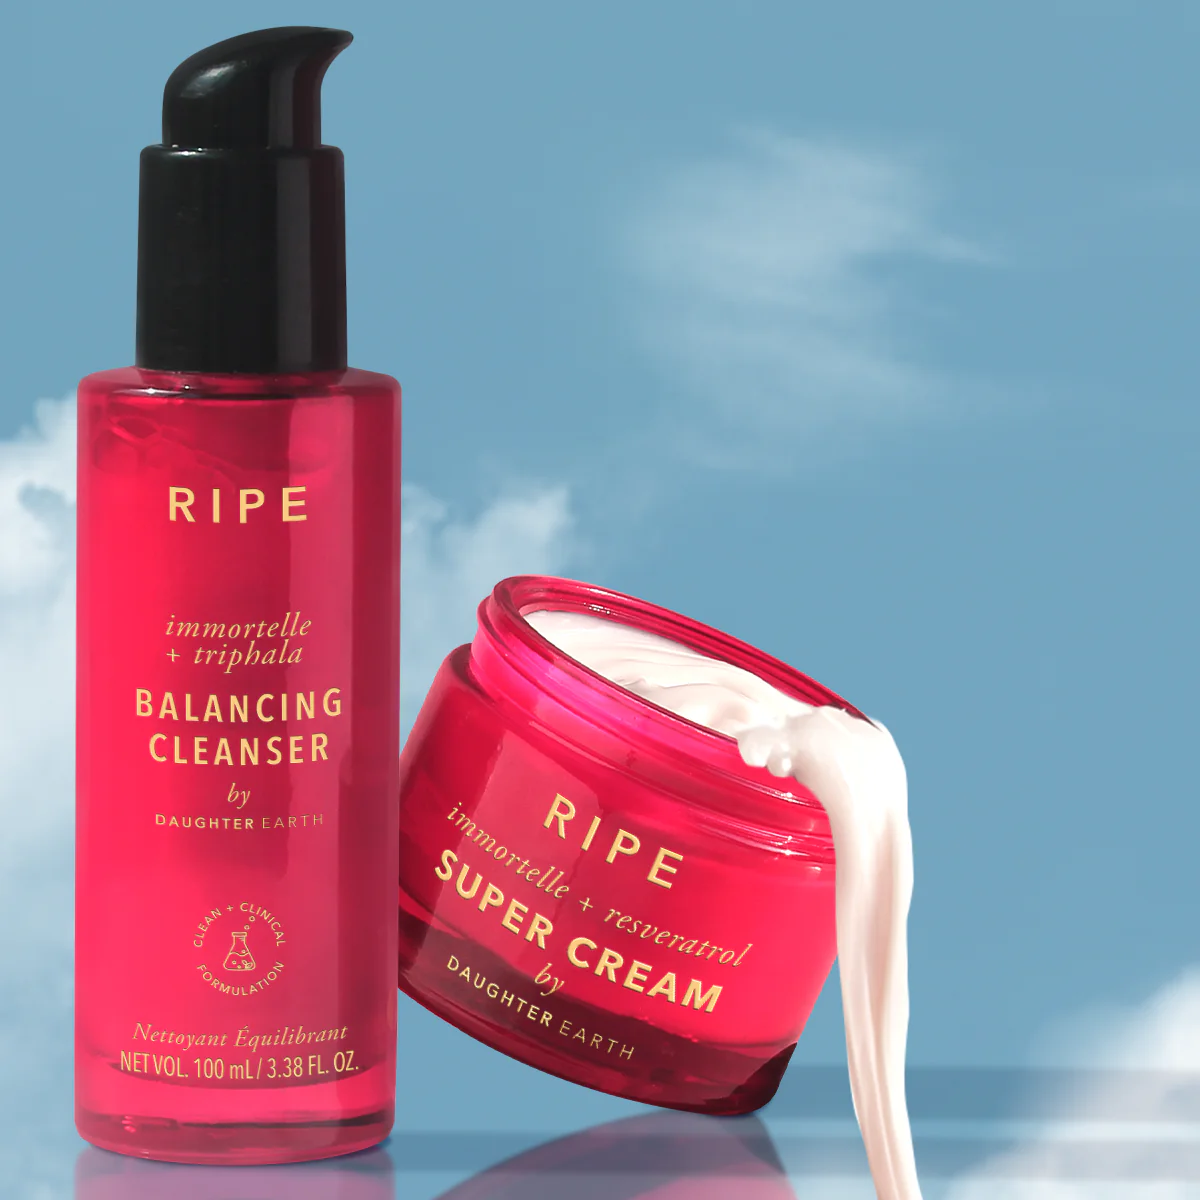 RIPE
immortelle
+ triphala
BALANCING
CLEANSER
by
DAUGHTER EARTH
CLEAN + CLINICAL
FORMULATION
Nettoyant Équilibrant
NET VOL. 100 mL / 3.38 FL. OZ.
RIPE
immortelle + resveratrol
SUPER CREAM
by
DAUGHTER EARTH